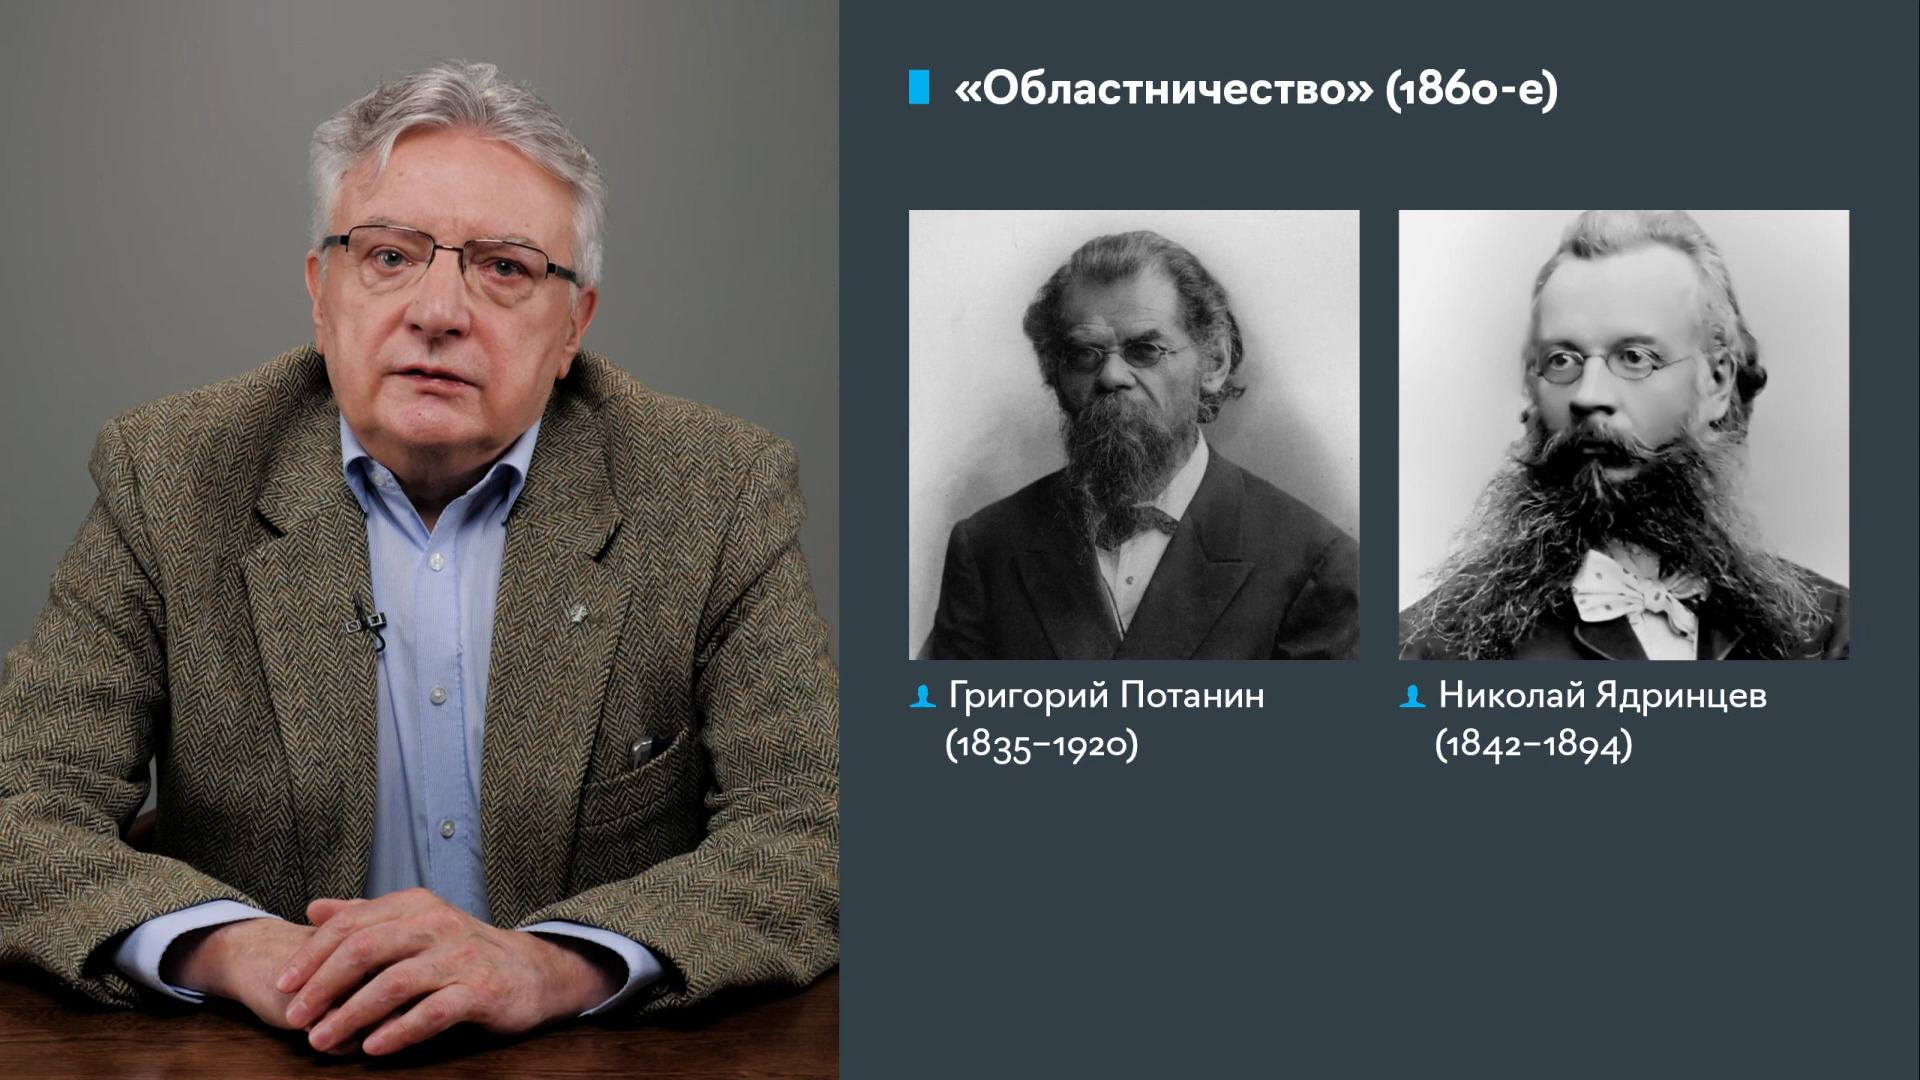 «Областничество» (1860-е)
Григорий Потанин
(1835–1920)
Николай Ядринцев
(1842–1894)